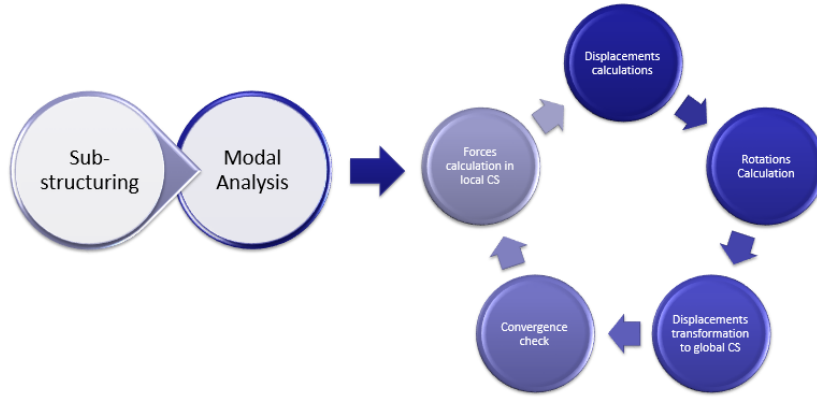 Sub-
structuring
Modal
Analysis
Displacements
calculations
Rotations
Calculation
Displacements
transformation
to global CS
Convergence
check
Forces
calculation in
local CS